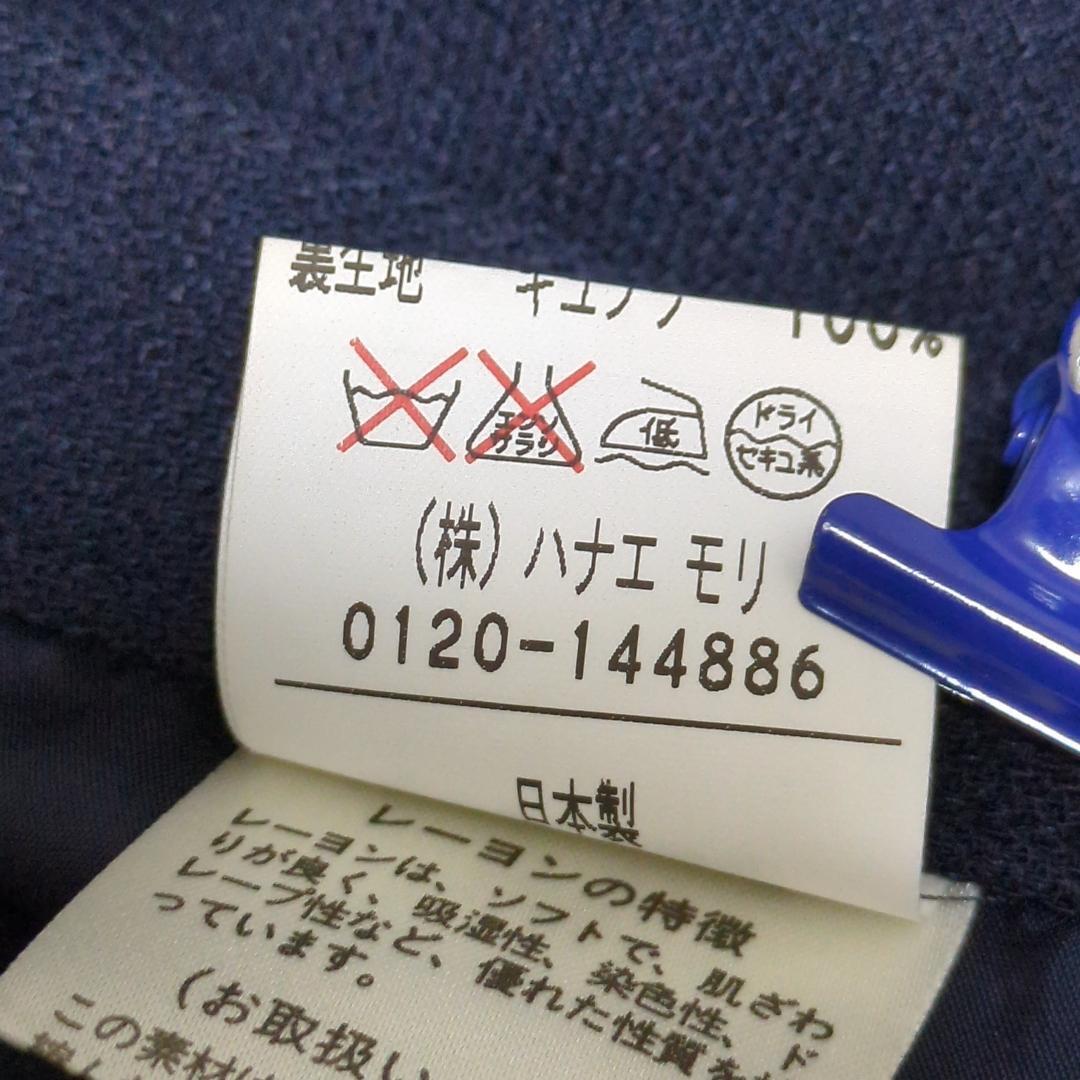 裏生地 キュプラ 100%
エンソ
サラシ
低
ドライ
セキユ系
(株) ハナエ モリ
0120-144886
日本製
レーヨンの特徴
レーヨンは、ソフトで、肌ざわ
りが良く、吸湿性、染色性、ド
レープ性など、優れた性質を
っています。
(お取扱い
この素材は